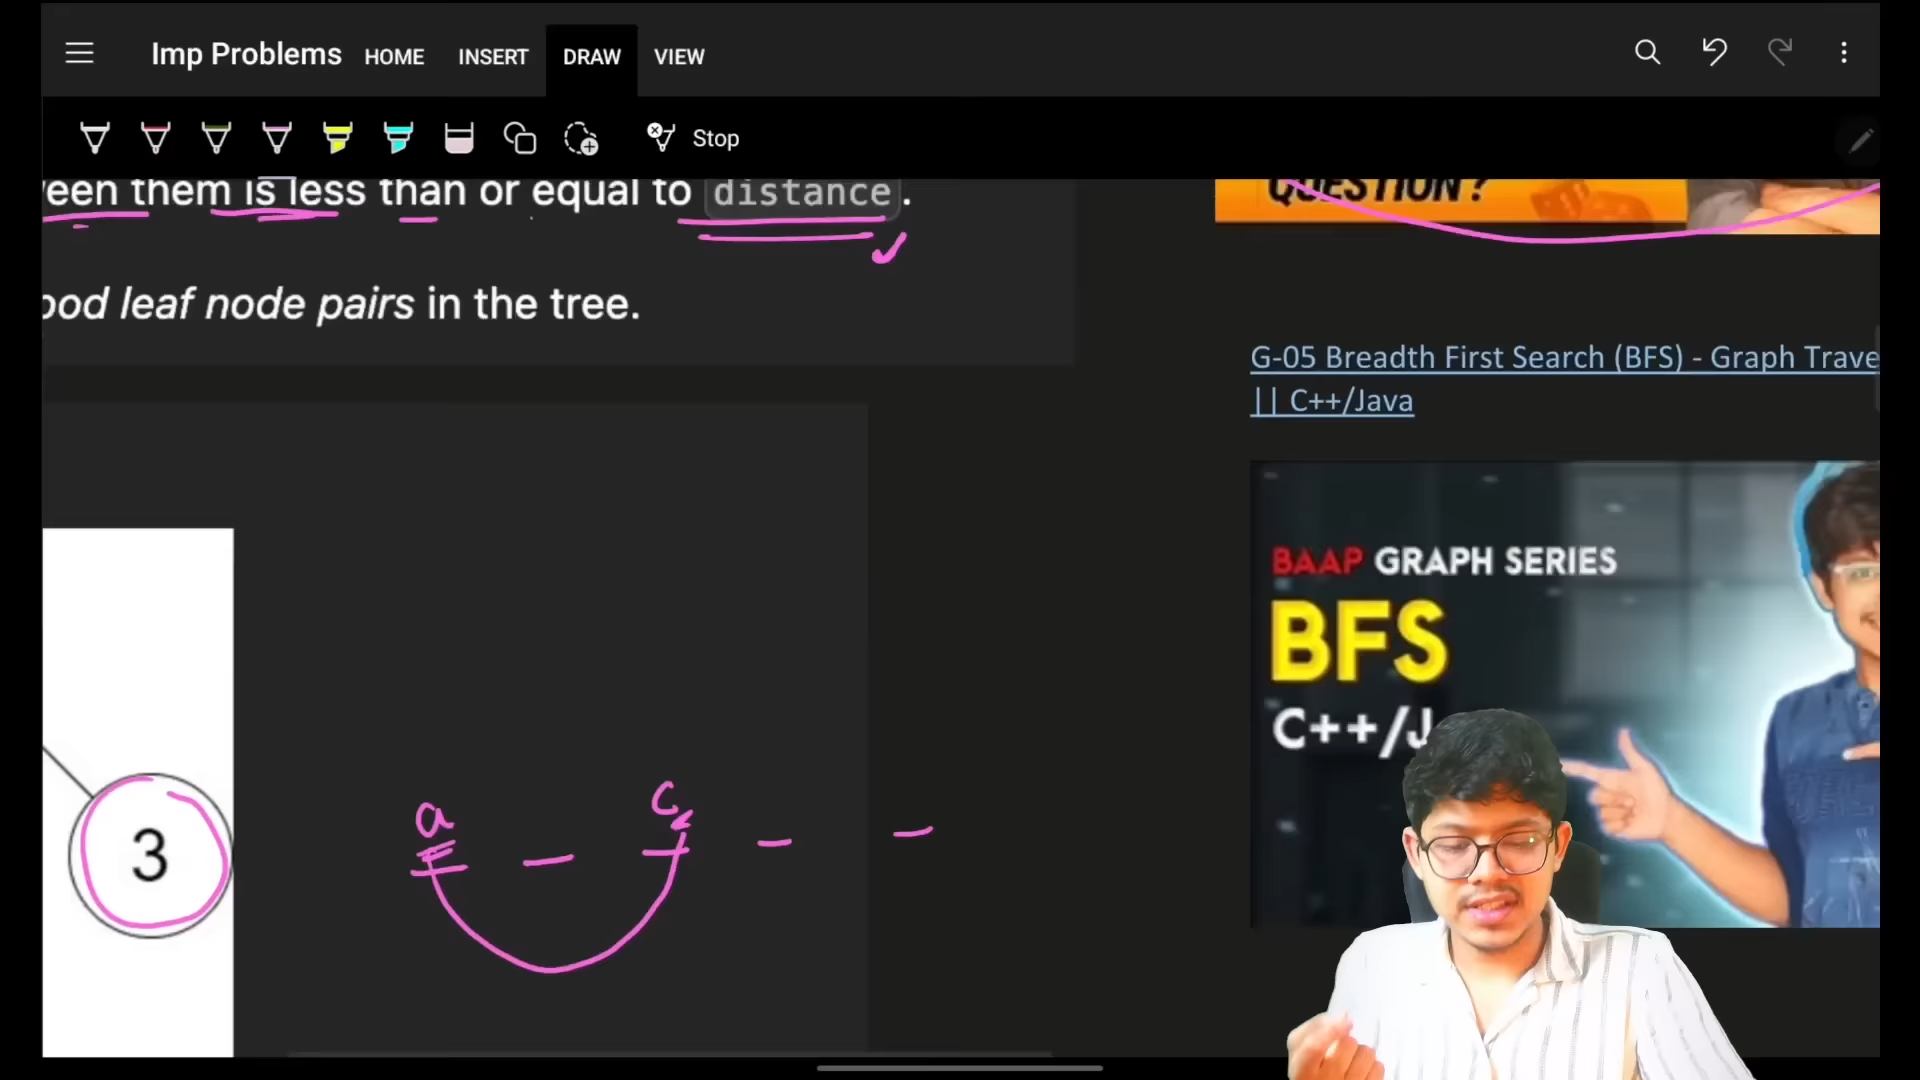 Imp Problems HOME INSERT DRAW VIEW
Stop
een them is less than or equal to distance.
QUESTION?
ood leaf node pairs in the tree.
G-05 Breadth First Search (BFS) - Graph Trave
|| C++/Java
BAAP GRAPH SERIES
BFS
C++/J
a
c
3